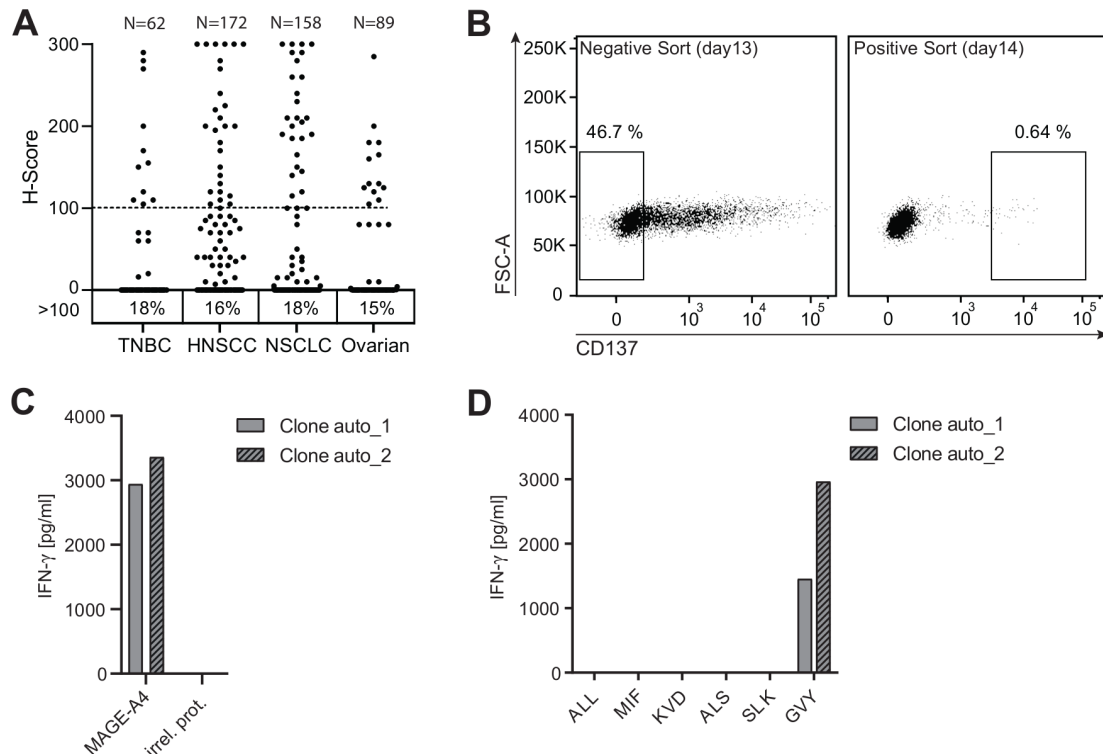 A
N=62 N=172 N=158 N=89
300
200
100
0
H-Score
>100 18% 16% 18% 15%
TNBC HNSCC NSCLC Ovarian
B
Negative Sort (day13) Positive Sort (day14)
250K
200K
150K
100K
50K
0
FSC-A
46.7 % 0.64 %
0 10³ 10⁴ 10⁵ 0 10³ 10⁴ 10⁵
CD137
C
4000
3000
2000
1000
0
IFN-γ [pg/ml]
Clone auto_1
Clone auto_2
MAGE-A4 irrel. prot.
D
4000
3000
2000
1000
0
IFN-γ [pg/ml]
Clone auto_1
Clone auto_2
ALL MIF KVD ALS SLK GVY